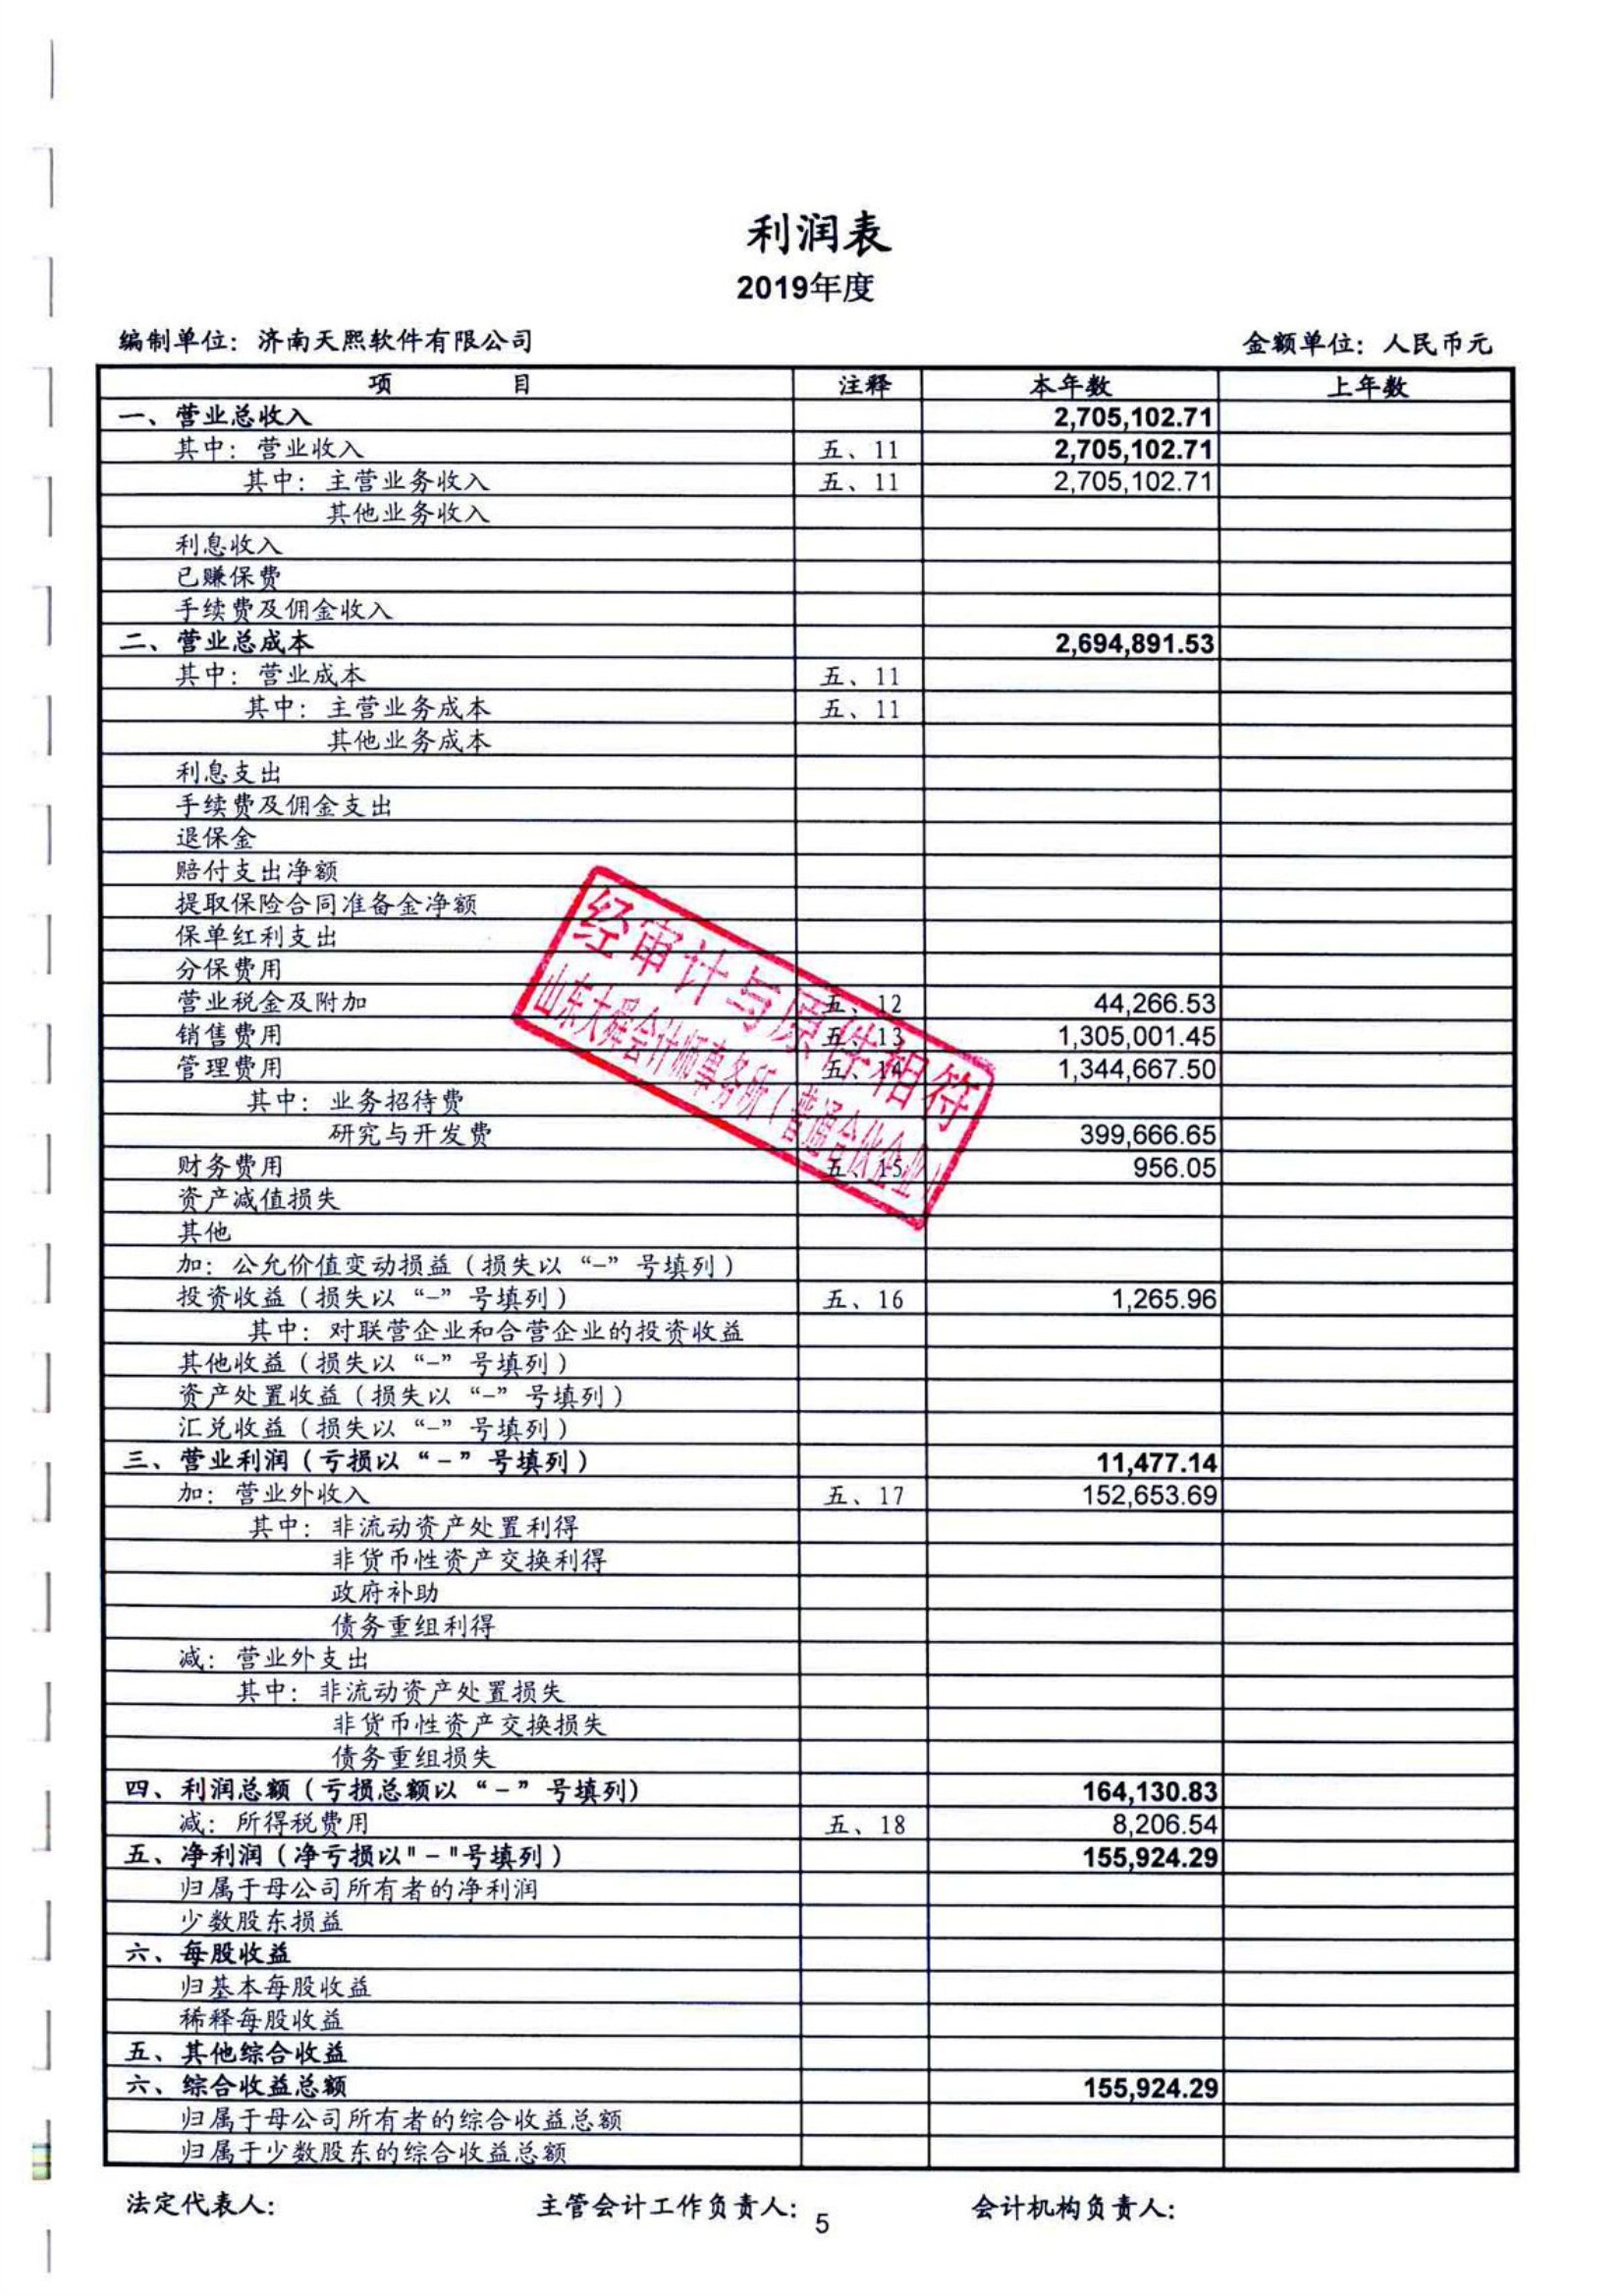 利润表
2019年度
编制单位：济南天熙软件有限公司 金额单位：人民币元
项 目 注释 本年数 上年数
一、营业总收入 2,705,102.71
其中：营业收入 五、11 2,705,102.71
其中：主营业务收入 五、11 2,705,102.71
其他业务收入
利息收入
已赚保费
手续费及佣金收入
二、营业总成本 2,694,891.53
其中：营业成本 五、11
其中：主营业务成本 五、11
其他业务成本
利息支出
手续费及佣金支出
退保金
赔付支出净额
提取保险合同准备金净额
保单红利支出
分保费用
营业税金及附加 五、12 44,266.53
销售费用 五、13 1,305,001.45
管理费用 五、14 1,344,667.50
其中：业务招待费
研究与开发费 399,666.65
财务费用 五、15 956.05
资产减值损失
其他
加：公允价值变动损益（损失以“-”号填列）
投资收益（损失以“-”号填列） 五、16 1,265.96
其中：对联营企业和合营企业的投资收益
其他收益（损失以“-”号填列）
资产处置收益（损失以“-”号填列）
汇兑收益（损失以“-”号填列）
三、营业利润（亏损以“－”号填列） 11,477.14
加：营业外收入 五、17 152,653.69
其中：非流动资产处置利得
非货币性资产交换利得
政府补助
债务重组利得
减：营业外支出
其中：非流动资产处置损失
非货币性资产交换损失
债务重组损失
四、利润总额（亏损总额以“－”号填列） 164,130.83
减：所得税费用 五、18 8,206.54
五、净利润（净亏损以"－"号填列） 155,924.29
归属于母公司所有者的净利润
少数股东损益
六、每股收益
归基本每股收益
稀释每股收益
五、其他综合收益
六、综合收益总额 155,924.29
归属于母公司所有者的综合收益总额
归属于少数股东的综合收益总额
经审计与原件相符
山东大舜会计师事务所（普通合伙企业）
法定代表人： 主管会计工作负责人： 会计机构负责人：
5